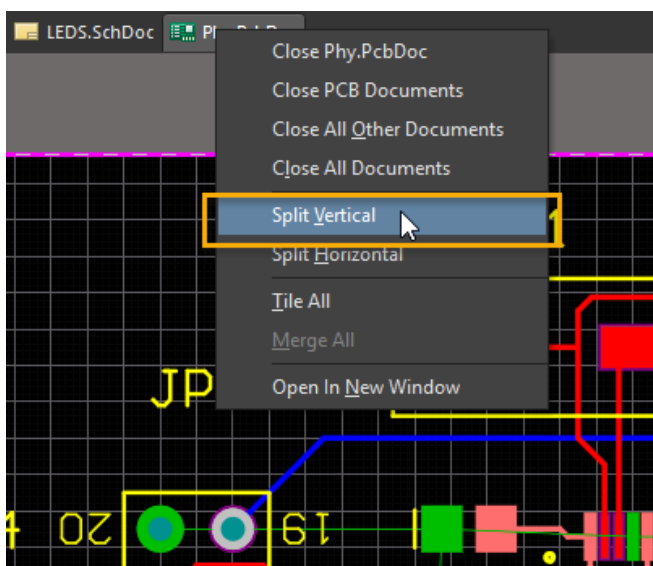 LEDS.SchDoc
Close Phy.PcbDoc
Close PCB Documents
Close All Other Documents
Close All Documents
Split Vertical
1
Split Horizontal
Tile All
Merge All
JP
Open In New Window
20
19